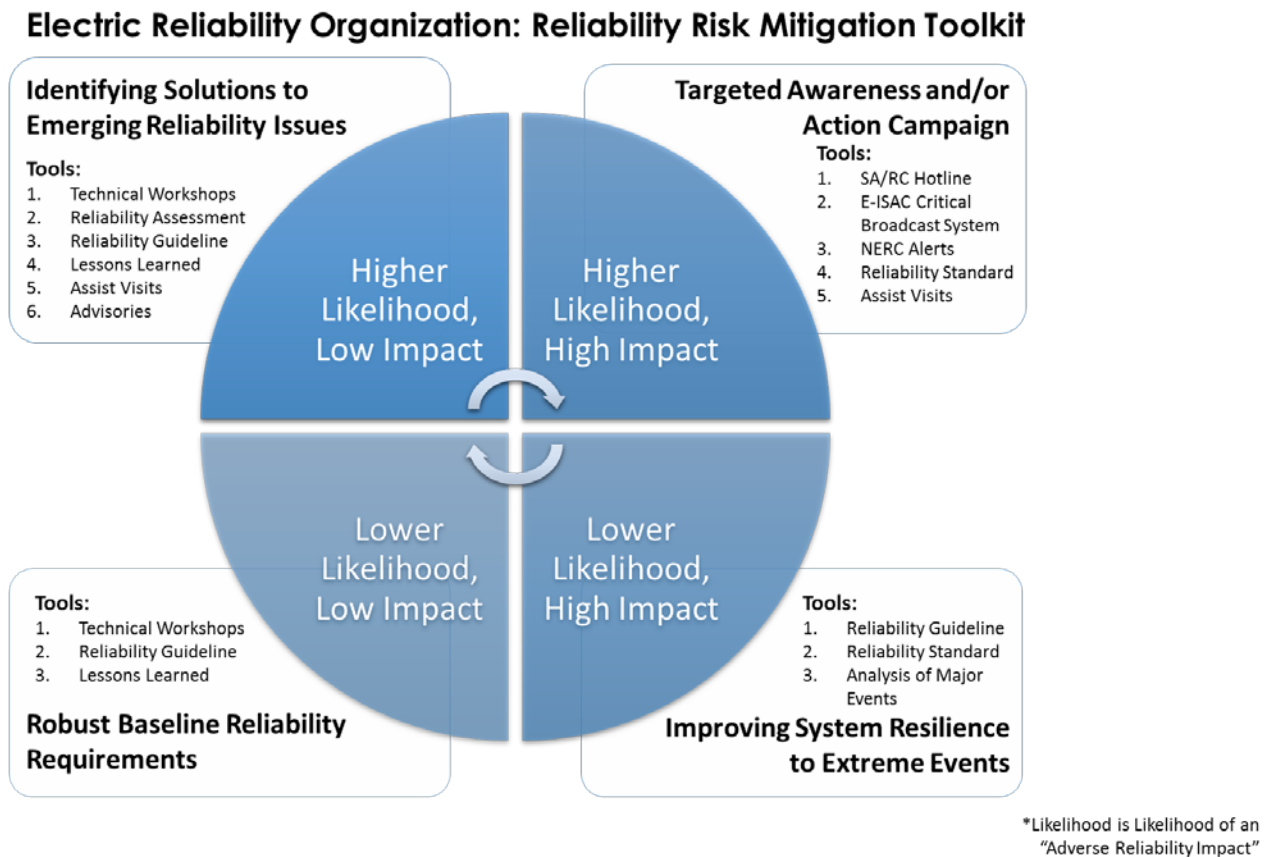 Electric Reliability Organization: Reliability Risk Mitigation Toolkit
Identifying Solutions to
Emerging Reliability Issues
Tools:
1. Technical Workshops
2. Reliability Assessment
3. Reliability Guideline
4. Lessons Learned
5. Assist Visits
6. Advisories
Targeted Awareness and/or
Action Campaign
Tools:
1. SA/RC Hotline
2. E-ISAC Critical
Broadcast System
3. NERC Alerts
4. Reliability Standard
5. Assist Visits
Higher
Likelihood,
Low Impact
Higher
Likelihood,
High Impact
Lower
Likelihood,
Low Impact
Lower
Likelihood,
High Impact
Tools:
1. Technical Workshops
2. Reliability Guideline
3. Lessons Learned
Robust Baseline Reliability
Requirements
Tools:
1. Reliability Guideline
2. Reliability Standard
3. Analysis of Major
Events
Improving System Resilience
to Extreme Events
*Likelihood is Likelihood of an
“Adverse Reliability Impact”